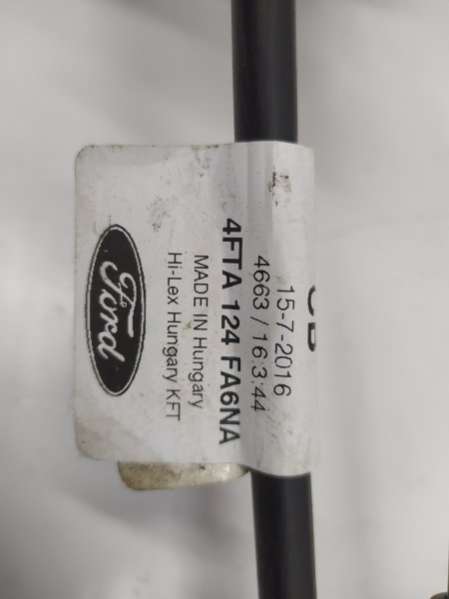 15-7-2016
4663 / 16:3:44
4FTA 124 FA6NA
MADE IN Hungary
Hi-Lex Hungary KFT
Ford